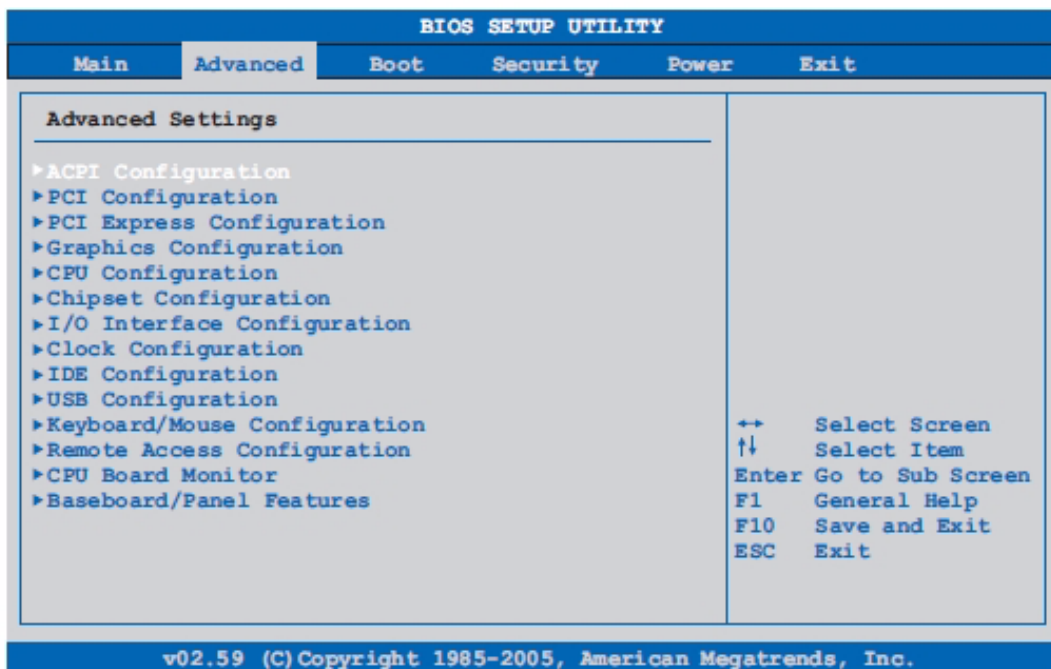 BIOS SETUP UTILITY
Main Advanced Boot Security Power Exit
Advanced Settings
▶ACPI Configuration
▶PCI Configuration
▶PCI Express Configuration
▶Graphics Configuration
▶CPU Configuration
▶Chipset Configuration
▶I/O Interface Configuration
▶Clock Configuration
▶IDE Configuration
▶USB Configuration
▶Keyboard/Mouse Configuration
▶Remote Access Configuration
▶CPU Board Monitor
▶Baseboard/Panel Features
↔ Select Screen
↑↓ Select Item
Enter Go to Sub Screen
F1 General Help
F10 Save and Exit
ESC Exit
v02.59 (C)Copyright 1985-2005, American Megatrends, Inc.